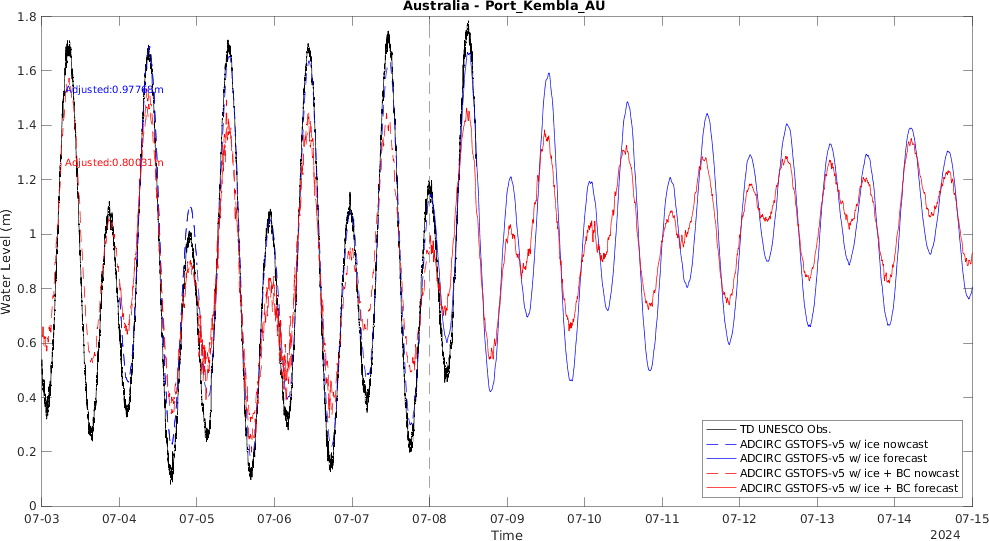 Australia - Port_Kembla_AU
Water Level (m)
1.8
1.6
1.4
1.2
1
0.8
0.6
0.4
0.2
0
Adjusted:0.97768m
Adjusted:0.80031m
TD UNESCO Obs.
ADCIRC GSTOFS-v5 w/ ice nowcast
ADCIRC GSTOFS-v5 w/ ice forecast
ADCIRC GSTOFS-v5 w/ ice + BC nowcast
ADCIRC GSTOFS-v5 w/ ice + BC forecast
07-03 07-04 07-05 07-06 07-07 07-08 07-09 07-10 07-11 07-12 07-13 07-14 07-15
Time
2024